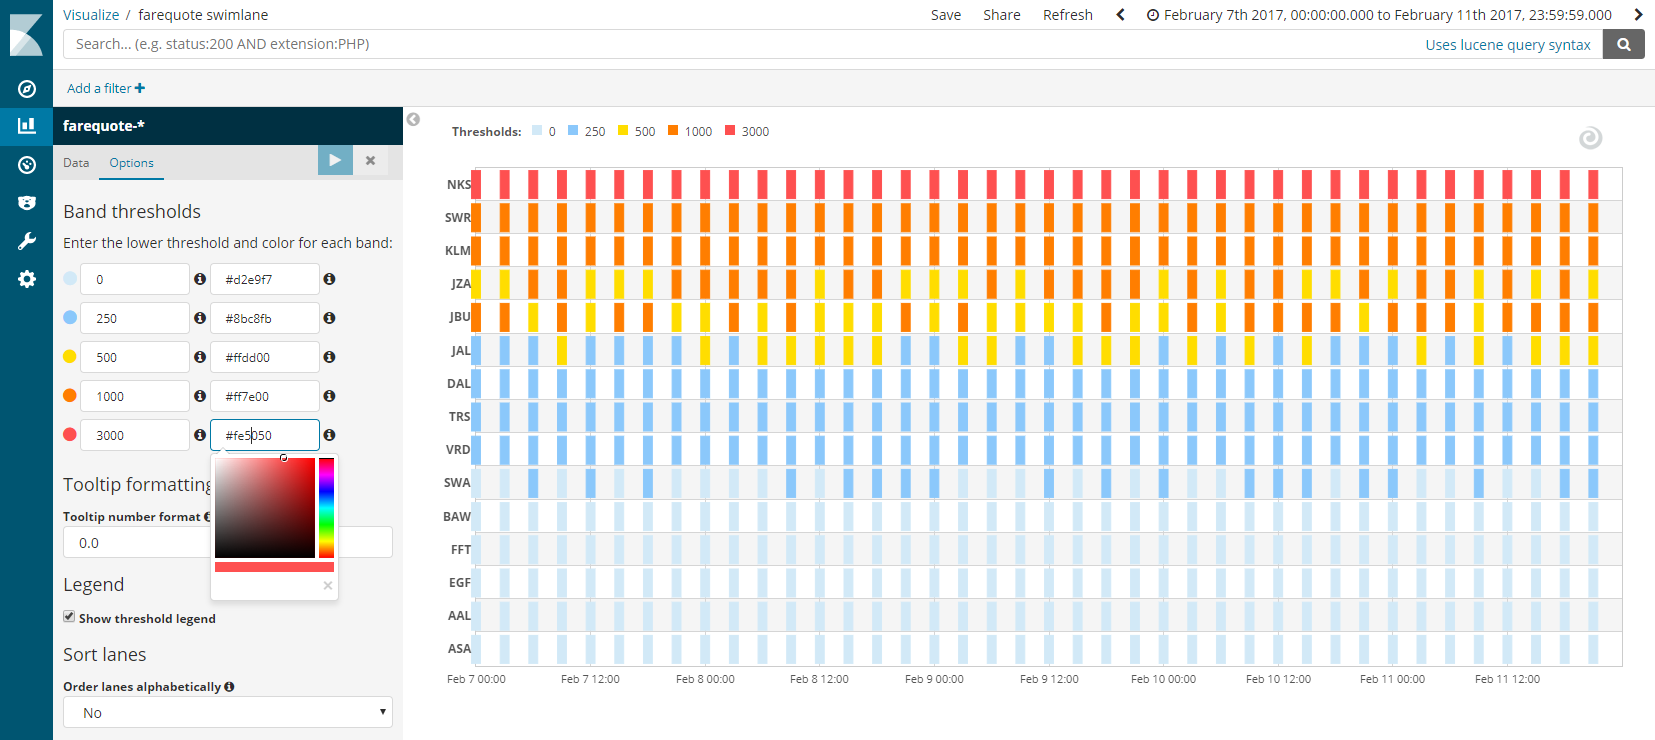 Visualize / farequote swimlane
Save Share Refresh February 7th 2017, 00:00:00.000 to February 11th 2017, 23:59:59.000
Search... (e.g. status:200 AND extension:PHP)
Uses lucene query syntax
Add a filter
farequote-*
Data Options
Band thresholds
Enter the lower threshold and color for each band:
0 #d2e9f7
250 #8bc8fb
500 #ffdd00
1000 #ff7e00
3000 #fe5050
Tooltip formatting
Tooltip number format
0.0
Legend
Show threshold legend
Sort lanes
Order lanes alphabetically
No
Thresholds: 0 250 500 1000 3000
NKS
SWR
KLM
JZA
JBU
JAL
DAL
TRS
VRD
SWA
BAW
FFT
EGF
AAL
ASA
Feb 7 00:00 Feb 7 12:00 Feb 8 00:00 Feb 8 12:00 Feb 9 00:00 Feb 9 12:00 Feb 10 00:00 Feb 10 12:00 Feb 11 00:00 Feb 11 12:00